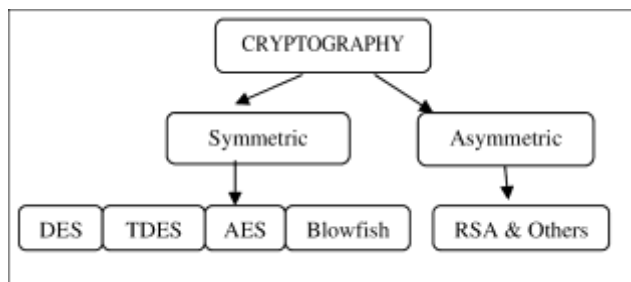 CRYPTOGRAPHY
Symmetric Asymmetric
DES TDES AES Blowfish RSA & Others